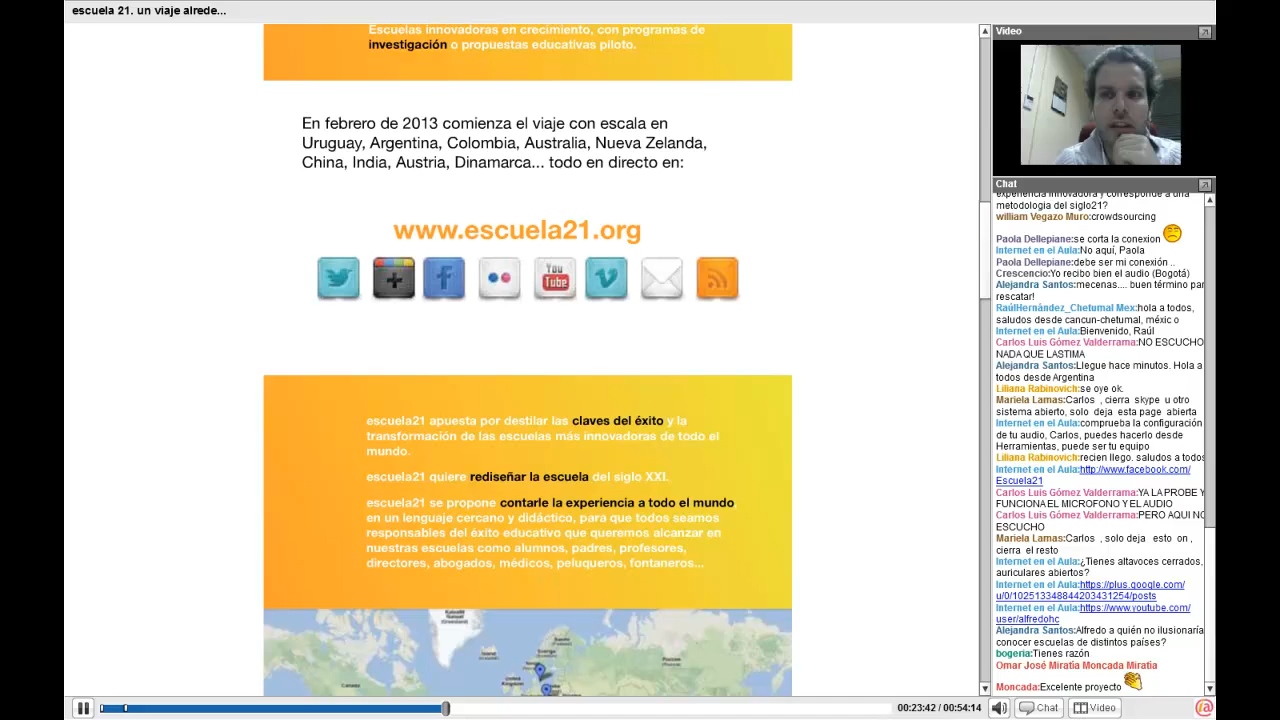 escuela 21. un viaje alrede...
Escuelas innovadoras en crecimiento, con programas de
investigación o propuestas educativas piloto.
En febrero de 2013 comienza el viaje con escala en
Uruguay, Argentina, Colombia, Australia, Nueva Zelanda,
China, India, Austria, Dinamarca... todo en directo en:
www.escuela21.org
You
Tube
escuela21 apuesta por destilar las claves del éxito y la
transformación de las escuelas más innovadoras de todo el
mundo.
escuela21 quiere rediseñar la escuela del siglo XXI.
escuela21 se propone contarle la experiencia a todo el mundo
en un lenguaje cercano y didáctico, para que todos seamos
responsables del éxito educativo que queremos alcanzar en
nuestras escuelas como alumnos, padres, profesores,
directores, abogados, médicos, peluqueros, fontaneros...
Canada
Video
Chat
experiencia innovadora y corresponde a una
metodologia del siglo21?
william Vegazo Muro:crowdsourcing
Paola Dellepiane:se corta la conexion
Internet en el Aula:No aquí, Paola
Paola Dellepiane:debe ser mi conexión ..
Crescencio:Yo recibo bien el audio (Bogotá)
Alejandra Santos:mecenas.... buen término par
rescatar!
RaúlHernández_Chetumal Mex:hola a todos,
saludos desde cancun-chetumal, méxic o
Internet en el Aula:Bienvenido, Raúl
Carlos Luis Gómez Valderrama:NO ESCUCHO
NADA QUE LASTIMA
Alejandra Santos:Llegue hace minutos. Hola a
todos desde Argentina
Liliana Rabinovich:se oye ok.
Mariela Lamas:Carlos , cierra skype u otro
sistema abierto, solo deja esta page abierta
Internet en el Aula:comprueba la configuración
de tu audio, Carlos, puedes hacerlo desde
Herramientas, puede ser tu equipo
Liliana Rabinovich:recien llego. saludos a todos
Internet en el Aula:http://www.facebook.com/
Escuela21
Carlos Luis Gómez Valderrama:YA LA PROBE Y
FUNCIONA EL MICROFONO Y EL AUDIO
Carlos Luis Gómez Valderrama:PERO AQUI NO
ESCUCHO
Mariela Lamas:Carlos , solo deja esto on ,
cierra el resto
Internet en el Aula:¿Tienes altavoces cerrados,
auriculares abiertos?
Internet en el Aula:https://plus.google.com/
u/0/102513348844203431254/posts
Internet en el Aula:https://www.youtube.com/
user/alfredohc
Alejandra Santos:Alfredo a quién no ilusionaría
conocer escuelas de distintos países?
bogeria:Tienes razón
Omar José Miratia Moncada Miratia
Moncada:Excelente proyecto
00:23:42 / 00:54:14
Chat
Video